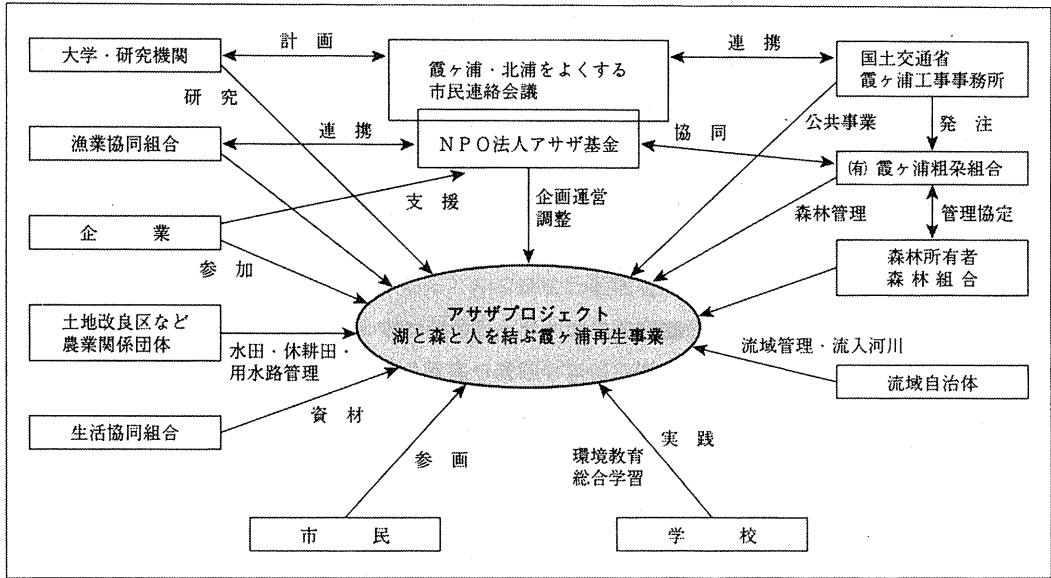 大学・研究機関
計 画
霞ヶ浦・北浦をよくする
市民連絡会議
連 携
国土交通省
霞ヶ浦工事事務所
研 究
漁業協同組合
連 携
NPO法人アサザ基金
協 同
公共事業
発 注
(有) 霞ヶ浦粗朶組合
企 業
支 援
企画運営
調整
森林管理
管理協定
参 加
森林所有者
森 林 組 合
アサザプロジェクト
湖と森と人を結ぶ霞ヶ浦再生事業
土地改良区など
農業関係団体
水田・休耕田・
用水路管理
流域管理・流入河川
流域自治体
生活協同組合
資 材
参 画
実 践
環境教育
総合学習
市 民
学 校